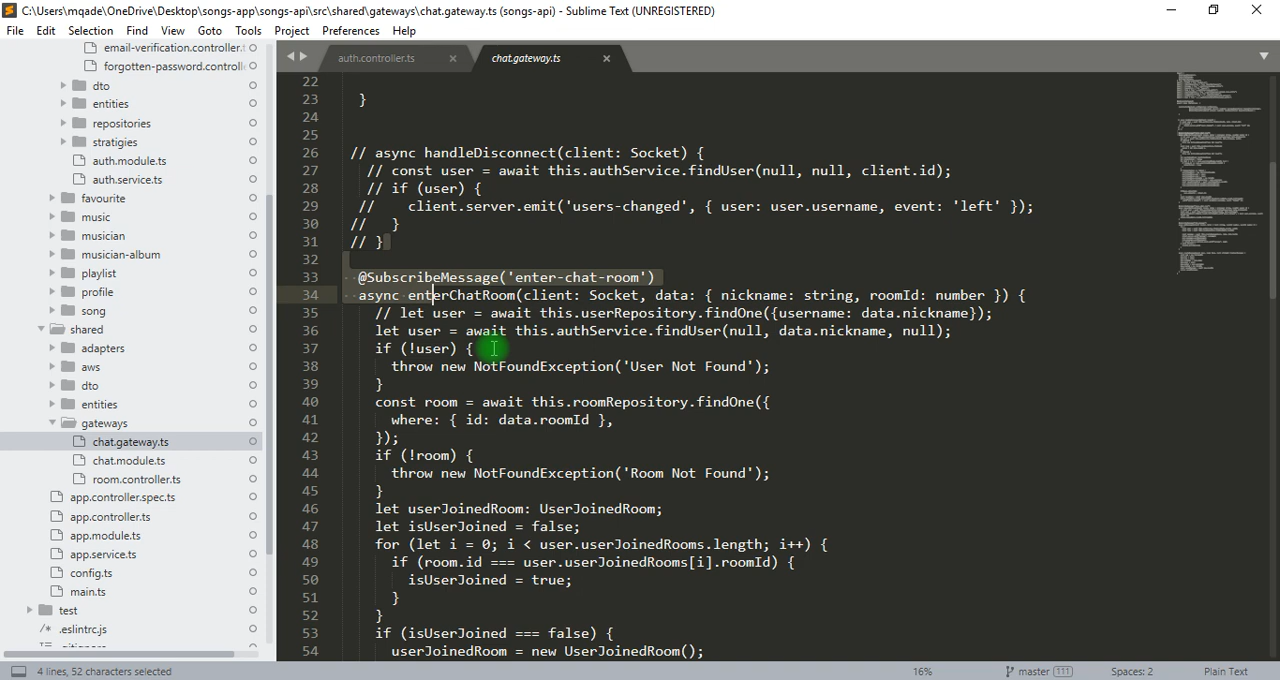 C:\Users\mqade\OneDrive\Desktop\songs-app\songs-api\src\shared\gateways\chat.gateway.ts (songs-api) - Sublime Text (UNREGISTERED)
File Edit Selection Find View Goto Tools Project Preferences Help
email-verification.controller.t
forgotten-password.controll
dto
entities
repositories
stratigies
auth.module.ts
auth.service.ts
favourite
music
musician
musician-album
playlist
profile
song
shared
adapters
aws
dto
entities
gateways
chat.gateway.ts
chat.module.ts
room.controller.ts
app.controller.spec.ts
app.controller.ts
app.module.ts
app.service.ts
config.ts
main.ts
test
/* .eslintrc.js
auth.controller.ts chat.gateway.ts
22
23 }
24
25
26 // async handleDisconnect(client: Socket) {
27 // const user = await this.authService.findUser(null, null, client.id);
28 // if (user) {
29 // client.server.emit('users-changed', { user: user.username, event: 'left' });
30 // }
31 // }
32
33 @SubscribeMessage('enter-chat-room')
34 async enterChatRoom(client: Socket, data: { nickname: string, roomId: number }) {
35 // let user = await this.userRepository.findOne({username: data.nickname});
36 let user = await this.authService.findUser(null, data.nickname, null);
37 if (!user) {
38 throw new NotFoundException('User Not Found');
39 }
40 const room = await this.roomRepository.findOne({
41 where: { id: data.roomId },
42 });
43 if (!room) {
44 throw new NotFoundException('Room Not Found');
45 }
46 let userJoinedRoom: UserJoinedRoom;
47 let isUserJoined = false;
48 for (let i = 0; i < user.userJoinedRooms.length; i++) {
49 if (room.id === user.userJoinedRooms[i].roomId) {
50 isUserJoined = true;
51 }
52 }
53 if (isUserJoined === false) {
54 userJoinedRoom = new UserJoinedRoom();
4 lines, 52 characters selected 16% master 111 Spaces: 2 Plain Text